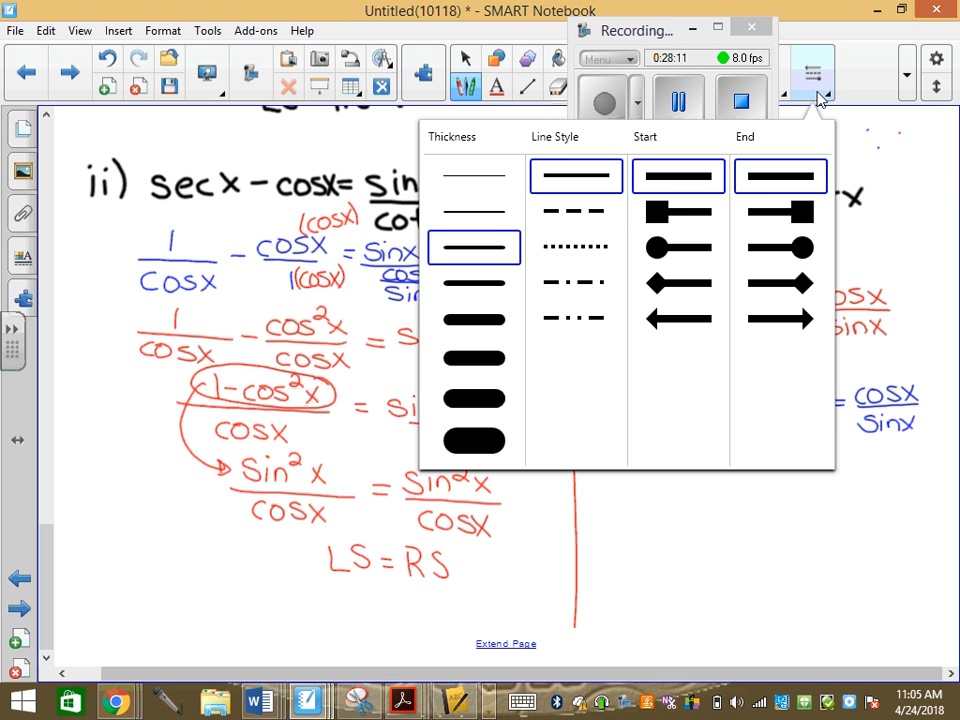 Untitled(10118) * - SMART Notebook
File Edit View Insert Format Tools Add-ons Help
Recording...
Menu
0:28:11
8.0 fps
Thickness Line Style Start End
ii) secx - cosx = sin
(cosx)
1/cosx - cosx/1(cosx) = sinx
1/cosx - cos²x/cosx = s
1-cos²x/cosx = si
Sin²x/cosx = Sin²x/cosx
LS = RS
x
cosx/sinx
= cosx/sinx
Extend Page
11:05 AM
4/24/2018